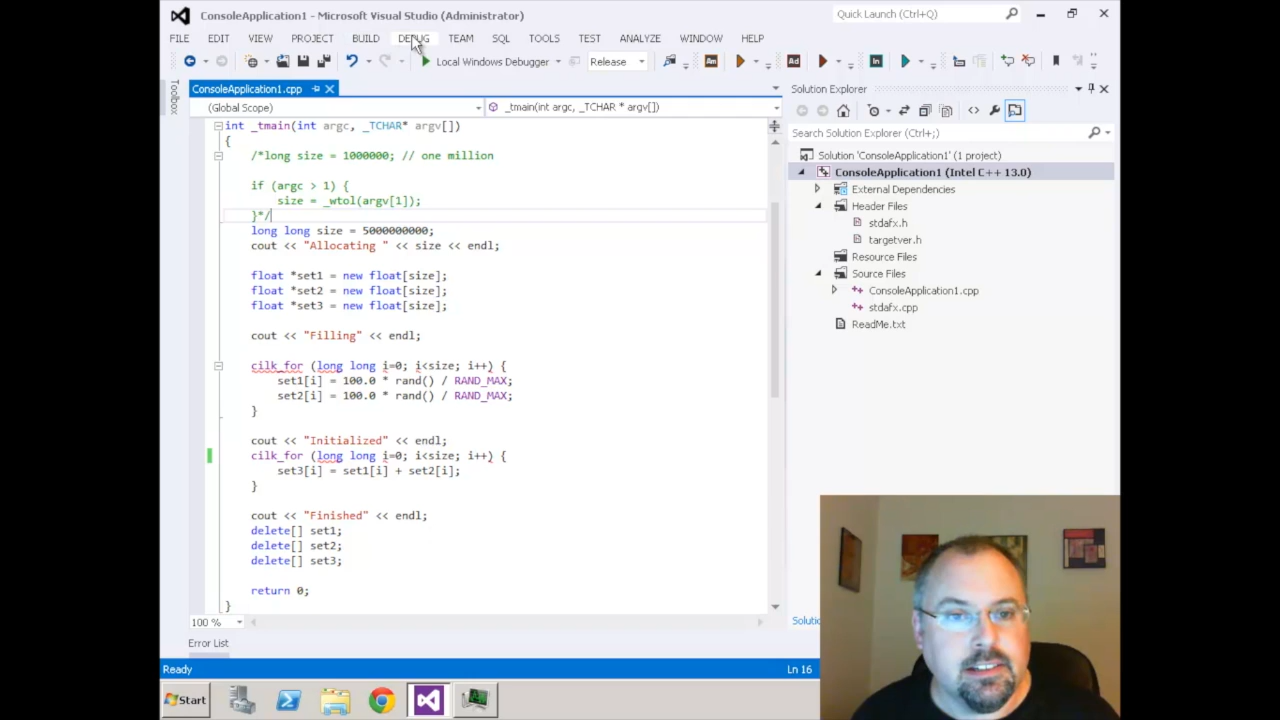 ConsoleApplication1 - Microsoft Visual Studio (Administrator)
Quick Launch (Ctrl+Q)
FILE EDIT VIEW PROJECT BUILD DEBUG TEAM SQL TOOLS TEST ANALYZE WINDOW HELP
Local Windows Debugger Release Am Ad In
Toolbox
ConsoleApplication1.cpp
(Global Scope) _tmain(int argc, _TCHAR * argv[])
int _tmain(int argc, _TCHAR* argv[])
{
/*long size = 1000000; // one million
if (argc > 1) {
size = _wtol(argv[1]);
}*/
long long size = 5000000000;
cout << "Allocating " << size << endl;
float *set1 = new float[size];
float *set2 = new float[size];
float *set3 = new float[size];
cout << "Filling" << endl;
cilk_for (long long i=0; i<size; i++) {
set1[i] = 100.0 * rand() / RAND_MAX;
set2[i] = 100.0 * rand() / RAND_MAX;
}
cout << "Initialized" << endl;
cilk_for (long long i=0; i<size; i++) {
set3[i] = set1[i] + set2[i];
}
cout << "Finished" << endl;
delete[] set1;
delete[] set2;
delete[] set3;
return 0;
}
100 %
Error List
Ready
Ln 16
Start
Solution Explorer
Search Solution Explorer (Ctrl+;)
Solution 'ConsoleApplication1' (1 project)
ConsoleApplication1 (Intel C++ 13.0)
External Dependencies
Header Files
stdafx.h
targetver.h
Resource Files
Source Files
ConsoleApplication1.cpp
stdafx.cpp
ReadMe.txt